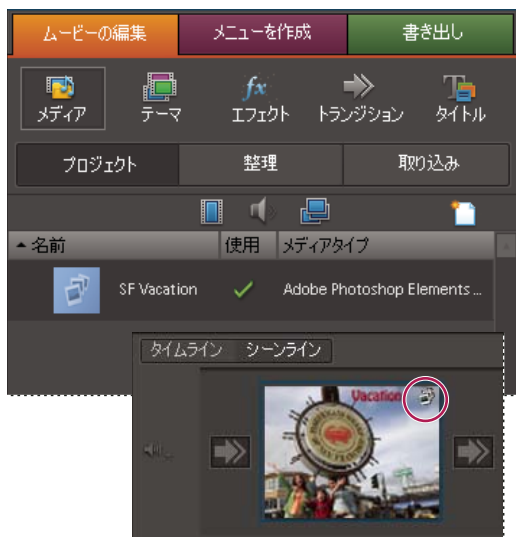 ムービーの編集 メニューを作成 書き出し
メディア テーマ エフェクト トランジション タイトル
プロジェクト 整理 取り込み
名前 使用 メディアタイプ
SF Vacation Adobe Photoshop Elements ...
タイムライン シーンライン
Vacation